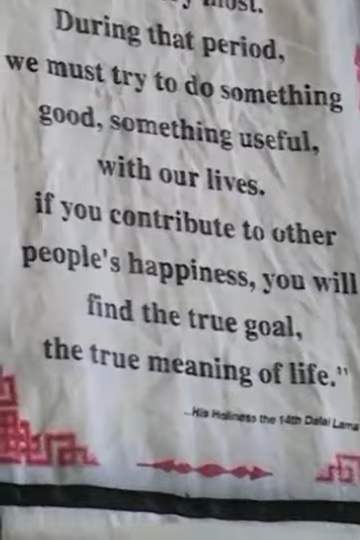 most.
During that period,
we must try to do something
good, something useful,
with our lives.
if you contribute to other
people's happiness, you will
find the true goal,
the true meaning of life."
--His Holiness the 14th Dalai Lama